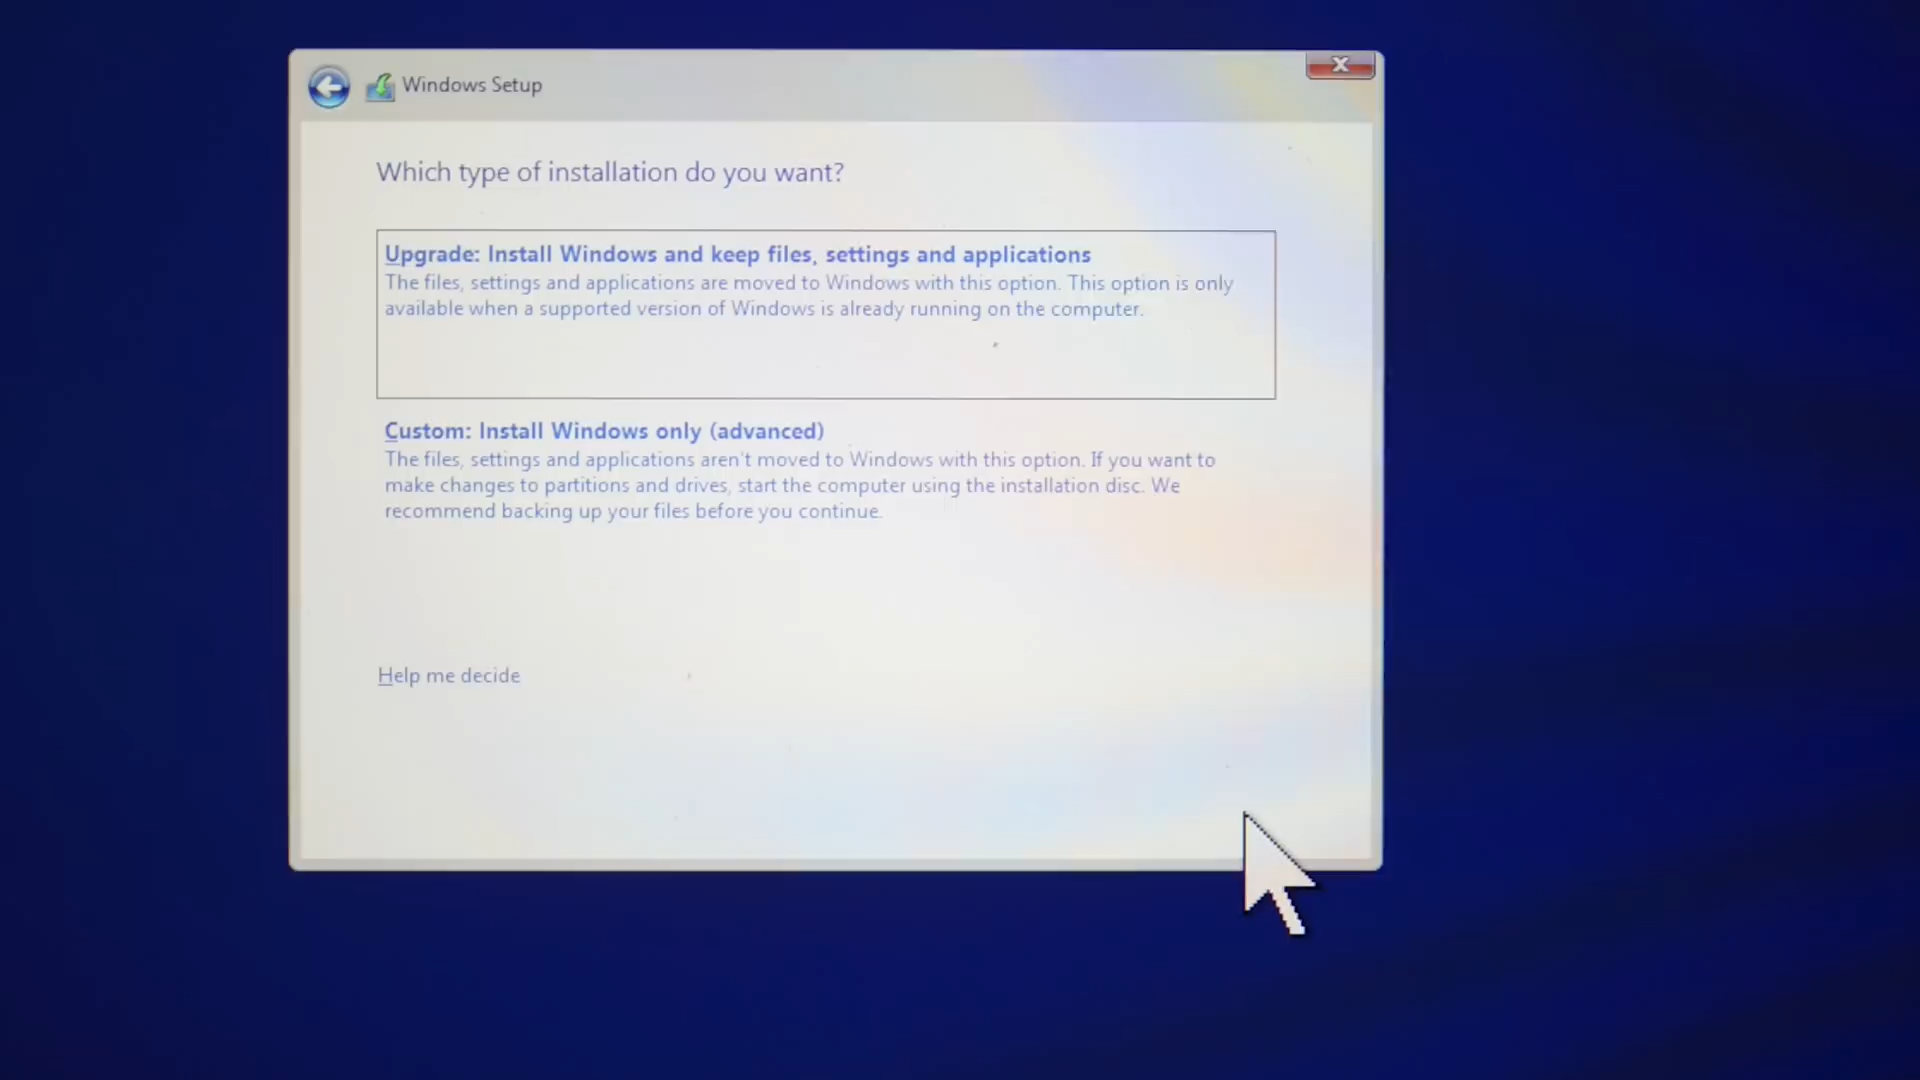 Windows Setup
Which type of installation do you want?
Upgrade: Install Windows and keep files, settings and applications
The files, settings and applications are moved to Windows with this option. This option is only
available when a supported version of Windows is already running on the computer.
Custom: Install Windows only (advanced)
The files, settings and applications aren't moved to Windows with this option. If you want to
make changes to partitions and drives, start the computer using the installation disc. We
recommend backing up your files before you continue.
Help me decide